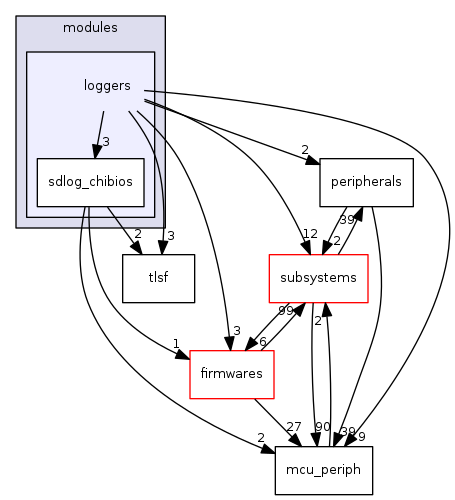 modules
loggers
3
2
sdlog_chibios
peripherals
2
3
12
39
2
tlsf
subsystems
99
2
1
3
6
firmwares
27
90
39
9
2
mcu_periph